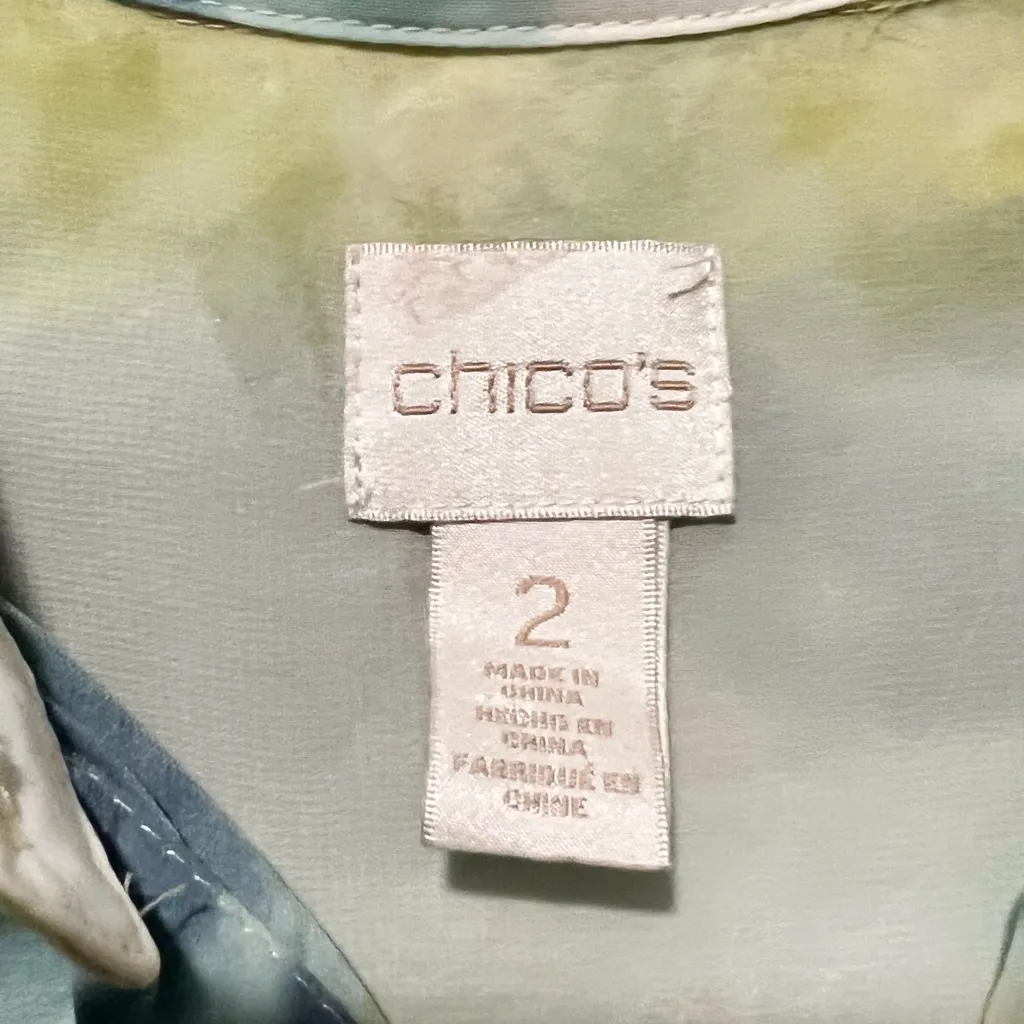 chico's
2
MADE IN
CHINA
HECHO EN
CHINA
FABRIQUÉ EN
CHINE